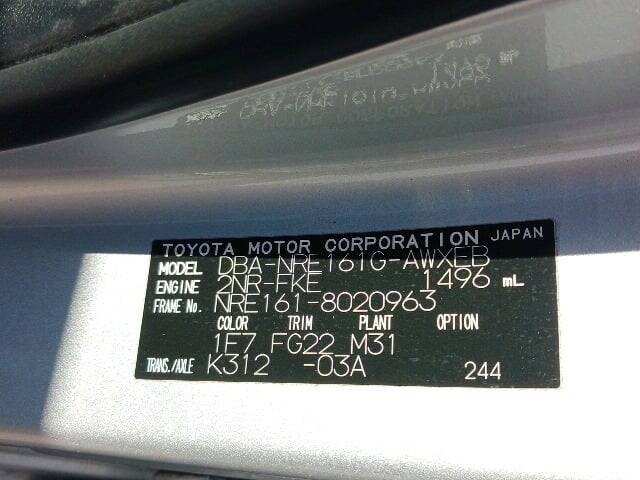 TOYOTA MOTOR CORPORATION JAPAN
MODEL DBA-NRE161G-AWXEB
ENGINE 2NR-FKE 1496 mL
FRAME No. NRE161-8020963
COLOR TRIM PLANT OPTION
1F7 FG22 M31
TRANS./AXLE K312 -03A 244